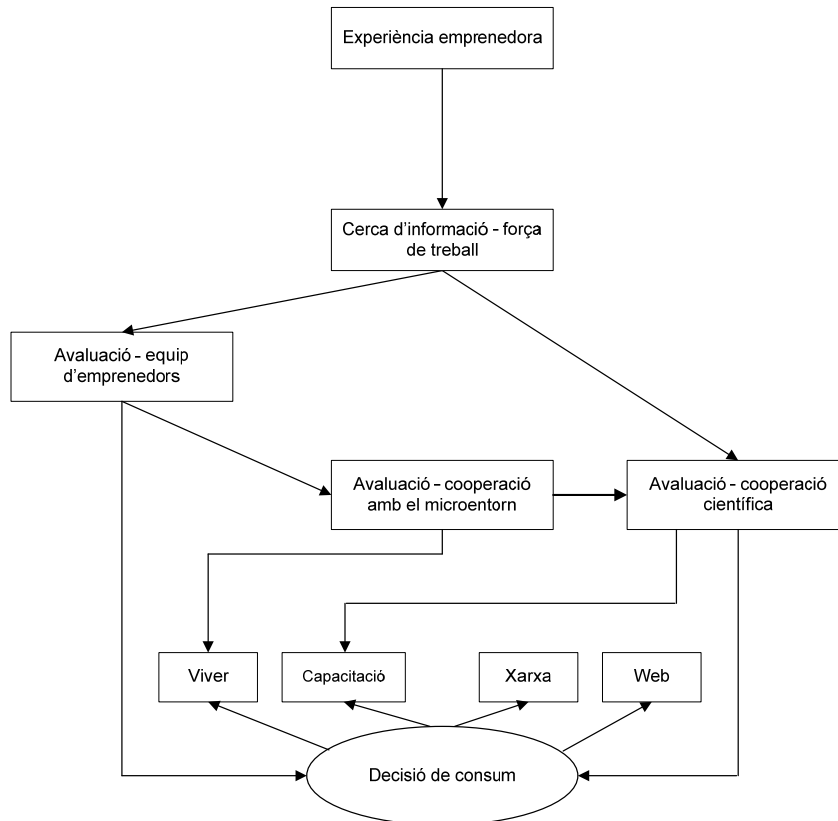 Experiència emprenedora
Cerca d'informació - força
de treball
Avaluació - equip
d'emprenedors
Avaluació - cooperació
amb el microentorn
Avaluació - cooperació
científica
Viver
Capacitació
Xarxa
Web
Decisió de consum